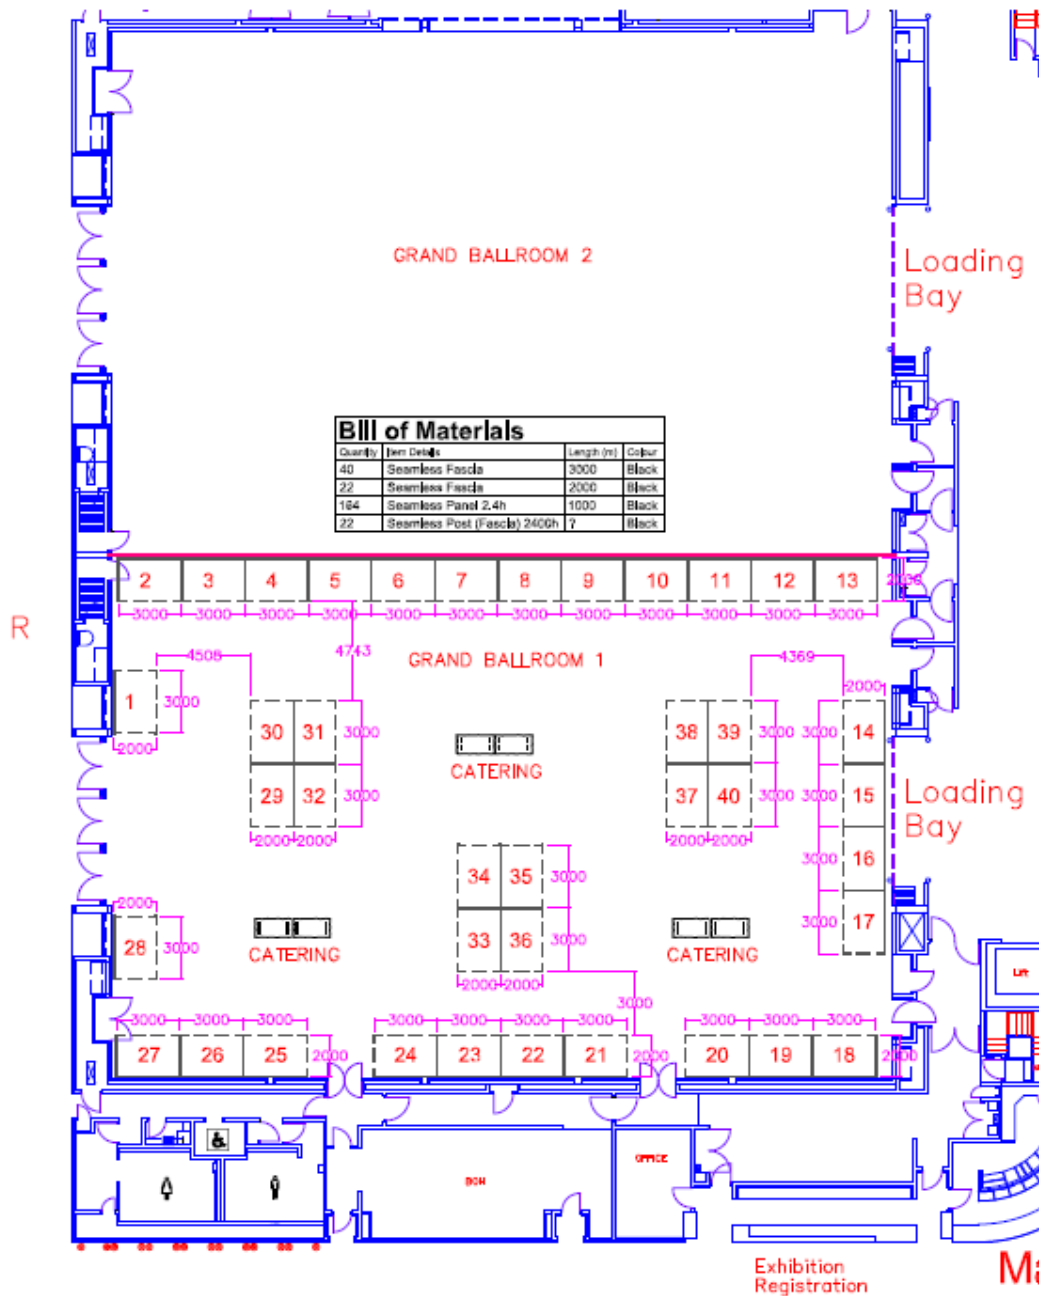 GRAND BALLROOM 2
Loading
Bay
Bill of Materials
Quantity Item Details Length (m) Colour
40 Seamless Fascia 3000 Black
22 Seamless Fascia 2000 Black
164 Seamless Panel 2.4h 1000 Black
22 Seamless Post (Fascia) 2400h 7 Black
2 3 4 5 6 7 8 9 10 11 12 13 2000
3000 3000 3000 3000 3000 3000 3000 3000 3000 3000 3000 3000
R
4508 4743 GRAND BALLROOM 1 4369
1 3000 2000
2000
30 31 3000 38 39 3000 3000 14
CATERING
29 32 3000 37 40 3000 3000 15
Loading
Bay
2000 2000 2000 2000
3000 16
34 35 3000
2000
3000 17
28 3000
33 36 3000
CATERING CATERING
2000 2000
3000
3000 3000 3000 3000 3000 3000 3000 3000 3000 3000
27 26 25 2000 24 23 22 21 2000 20 19 18 2000
Lift
BOH
OFFICE
Exhibition
Registration
Ma